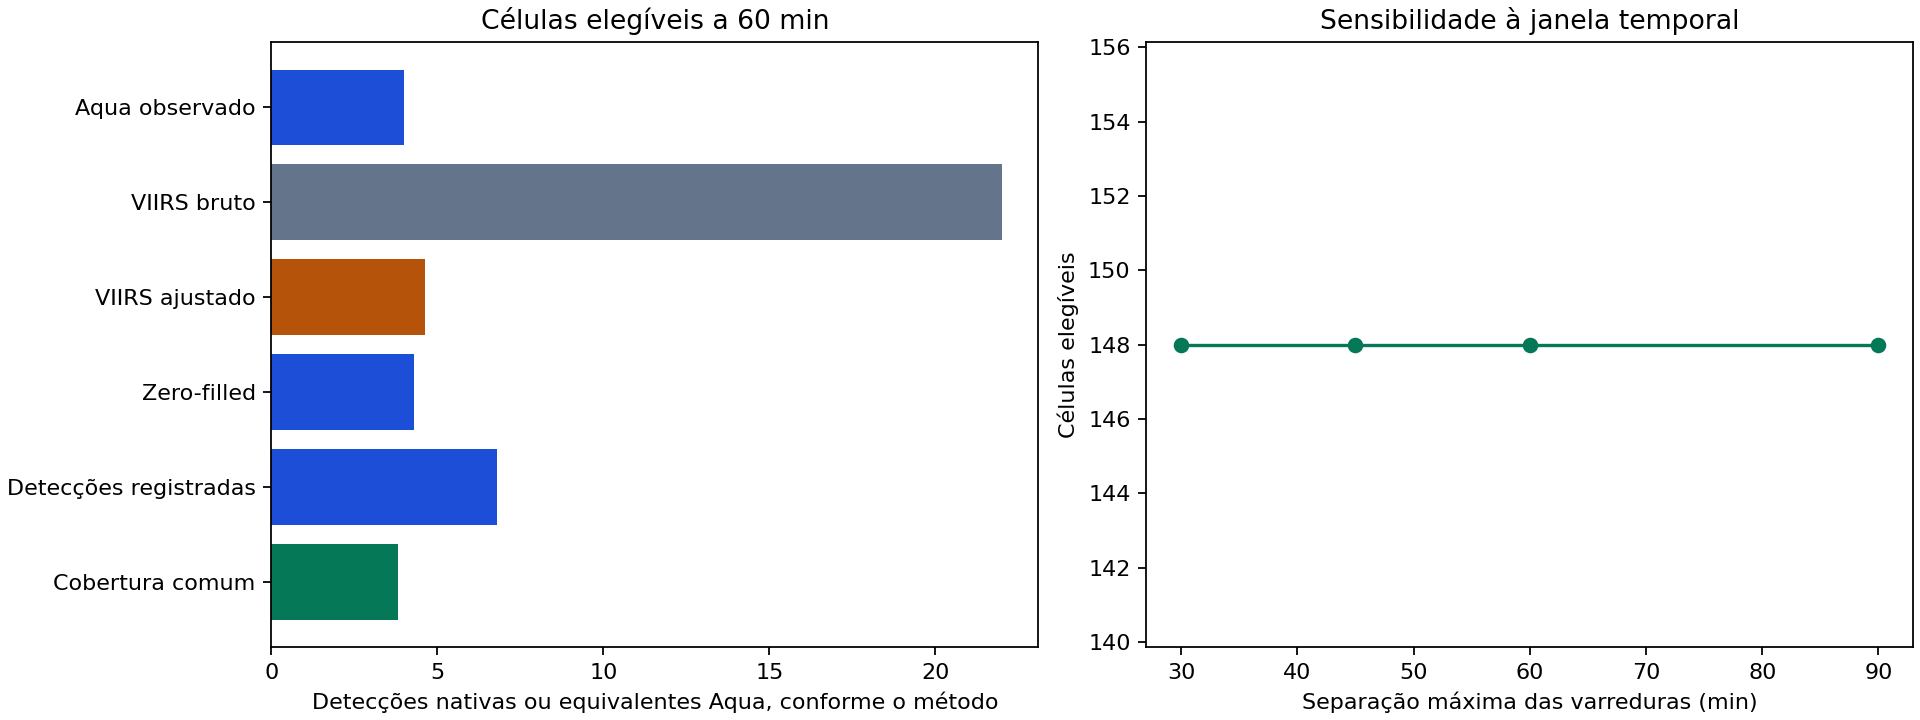 Células elegíveis a 60 min
Aqua observado
VIIRS bruto
VIIRS ajustado
Zero-filled
Detecções registradas
Cobertura comum
0 5 10 15 20
Detecções nativas ou equivalentes Aqua, conforme o método
Sensibilidade à janela temporal
Células elegíveis
156
154
152
150
148
146
144
142
140
30 40 50 60 70 80 90
Separação máxima das varreduras (min)